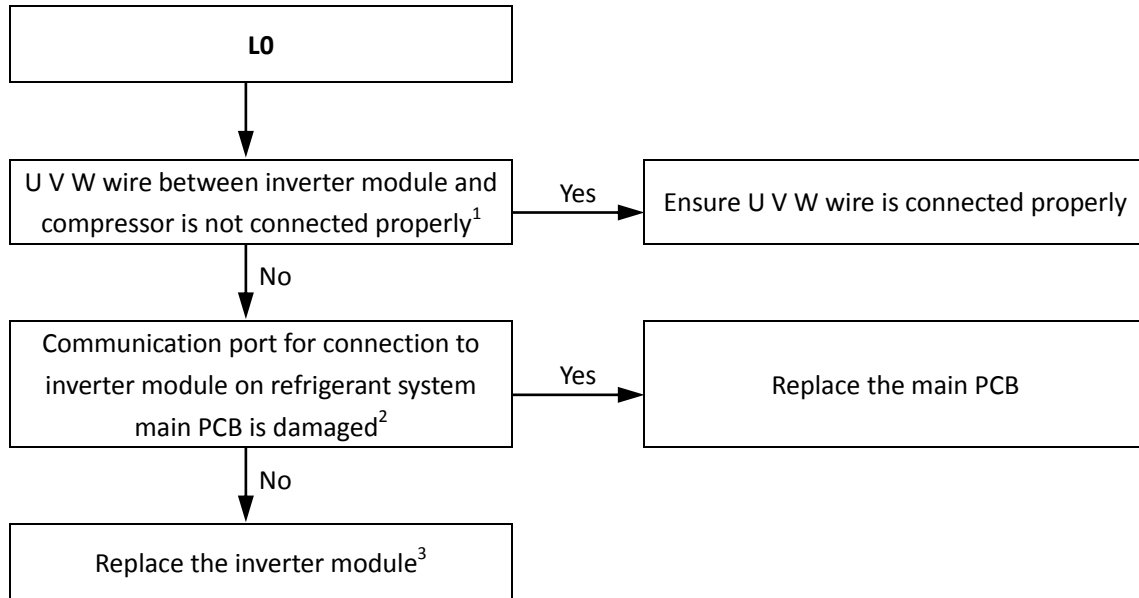 L0
U V W wire between inverter module and
compressor is not connected properly1
Yes
Ensure U V W wire is connected properly
No
Communication port for connection to
inverter module on refrigerant system
main PCB is damaged2
Yes
Replace the main PCB
No
Replace the inverter module3